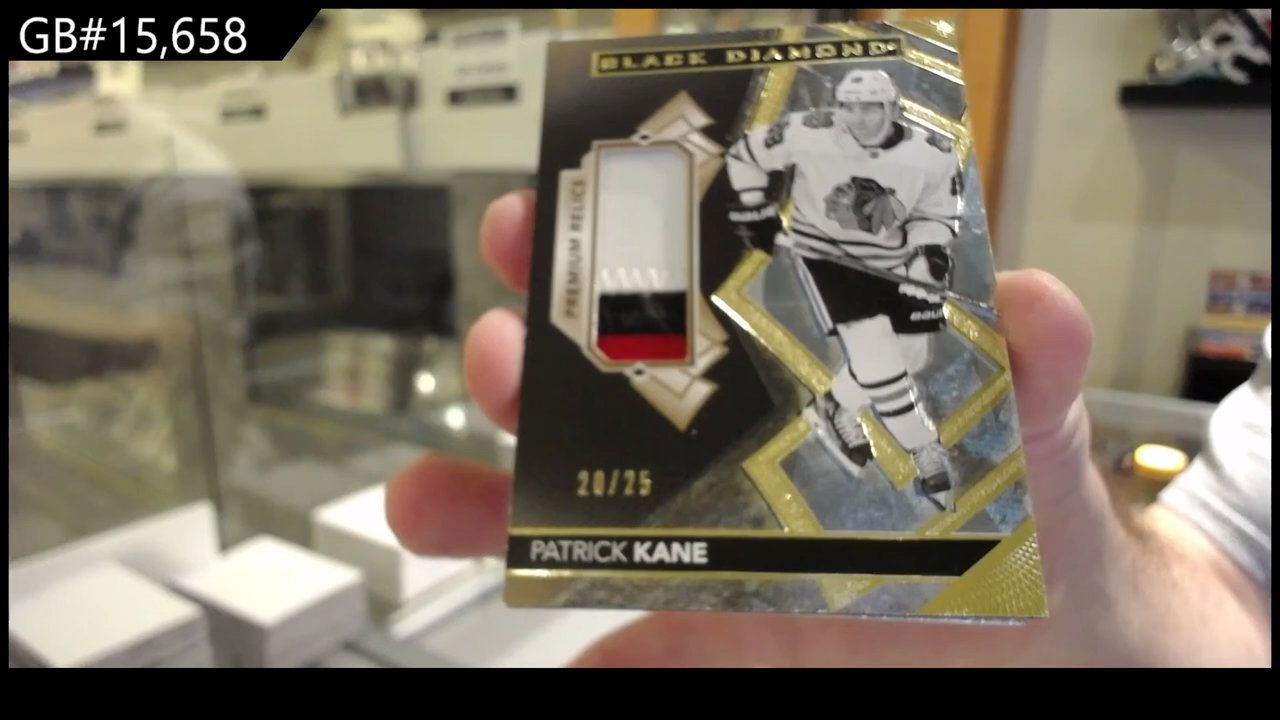 GB#15,658
BLACK DIAMOND
PREMIUM RELICS
20/25
PATRICK KANE